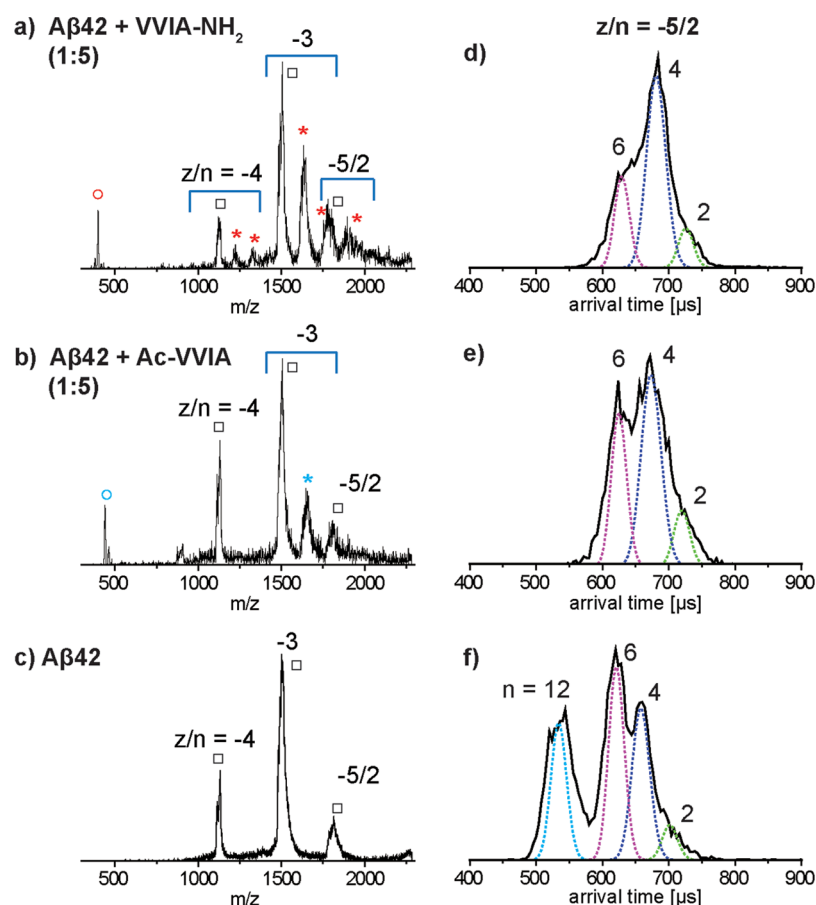 a) Aβ42 + VVIA-NH₂
(1:5)
-3
z/n = -4
-5/2
500 1000 1500 2000
m/z
z/n = -5/2
d)
4
6
2
400 500 600 700 800 900
arrival time [µs]
b) Aβ42 + Ac-VVIA
(1:5)
-3
z/n = -4
-5/2
500 1000 1500 2000
m/z
e)
6
4
2
400 500 600 700 800 900
arrival time [µs]
c) Aβ42
-3
z/n = -4
-5/2
500 1000 1500 2000
m/z
f)
n = 12
6
4
2
400 500 600 700 800 900
arrival time [µs]